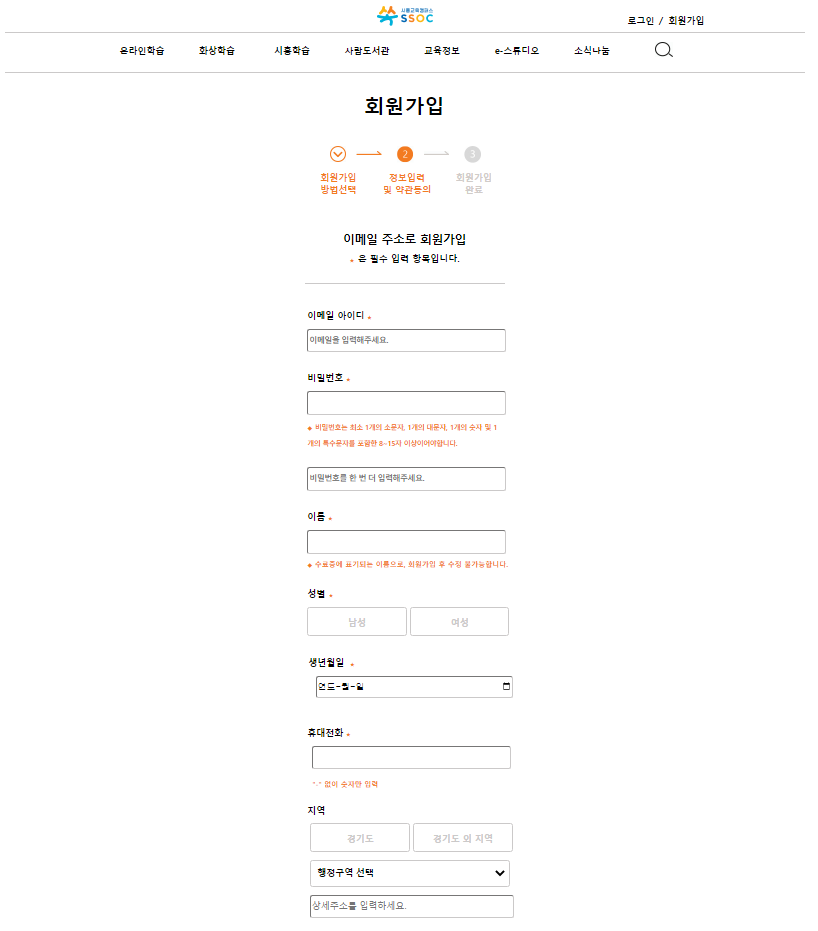 시흥교육캠퍼스
SSOC
로그인 / 회원가입
온라인학습 화상학습 시흥학습 사람도서관 교육정보 e-스튜디오 소식나눔
회원가입
2 3
회원가입 정보입력 회원가입
방법선택 및 약관동의 완료
이메일 주소로 회원가입
* 은 필수 입력 항목입니다.
이메일 아이디 *
이메일을 입력해주세요.
비밀번호 *
◆ 비밀번호는 최소 1개의 소문자, 1개의 대문자, 1개의 숫자 및 1
개의 특수문자를 포함한 8-15자 이상이어야합니다.
비밀번호를 한 번 더 입력해주세요.
이름 *
◆ 수료증에 표기되는 이름으로, 회원가입 후 수정 불가능합니다.
성별 *
남성 여성
생년월일 *
연도-월-일
휴대전화 *
"-" 없이 숫자만 입력
지역
경기도 경기도 외 지역
행정구역 선택
상세주소를 입력하세요.